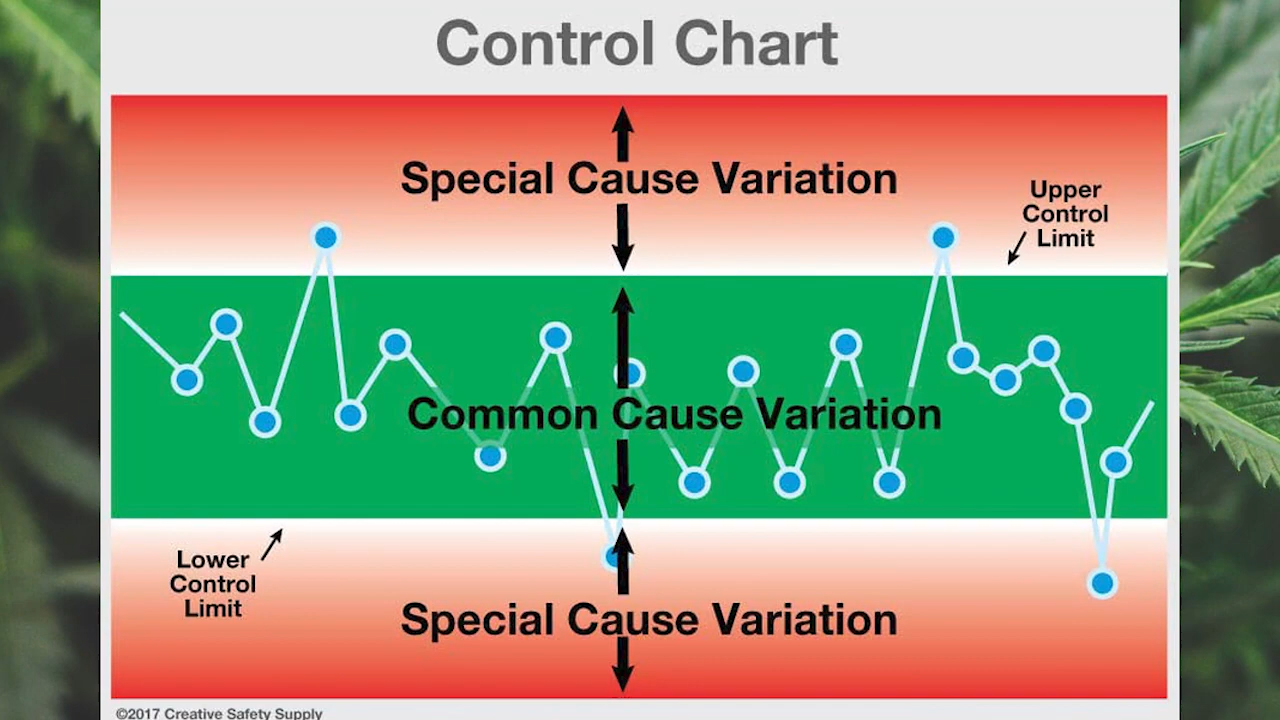 Control Chart
Special Cause Variation
Upper
Control
Limit
Common Cause Variation
Lower
Control
Limit
Special Cause Variation
©2017 Creative Safety Supply